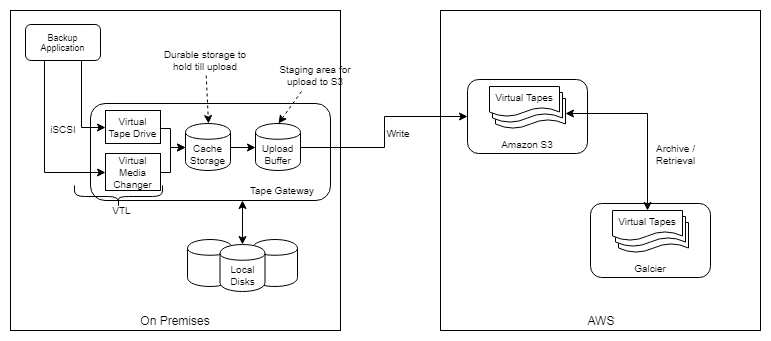 Backup
Application
Durable storage to
hold till upload
Staging area for
upload to S3
iSCSI
Virtual
Tape Drive
Virtual
Media
Changer
Cache
Storage
Upload
Buffer
Tape Gateway
VTL
Local
Disks
On Premises
Write
Virtual Tapes
Amazon S3
Archive /
Retrieval
Virtual Tapes
Galcier
AWS